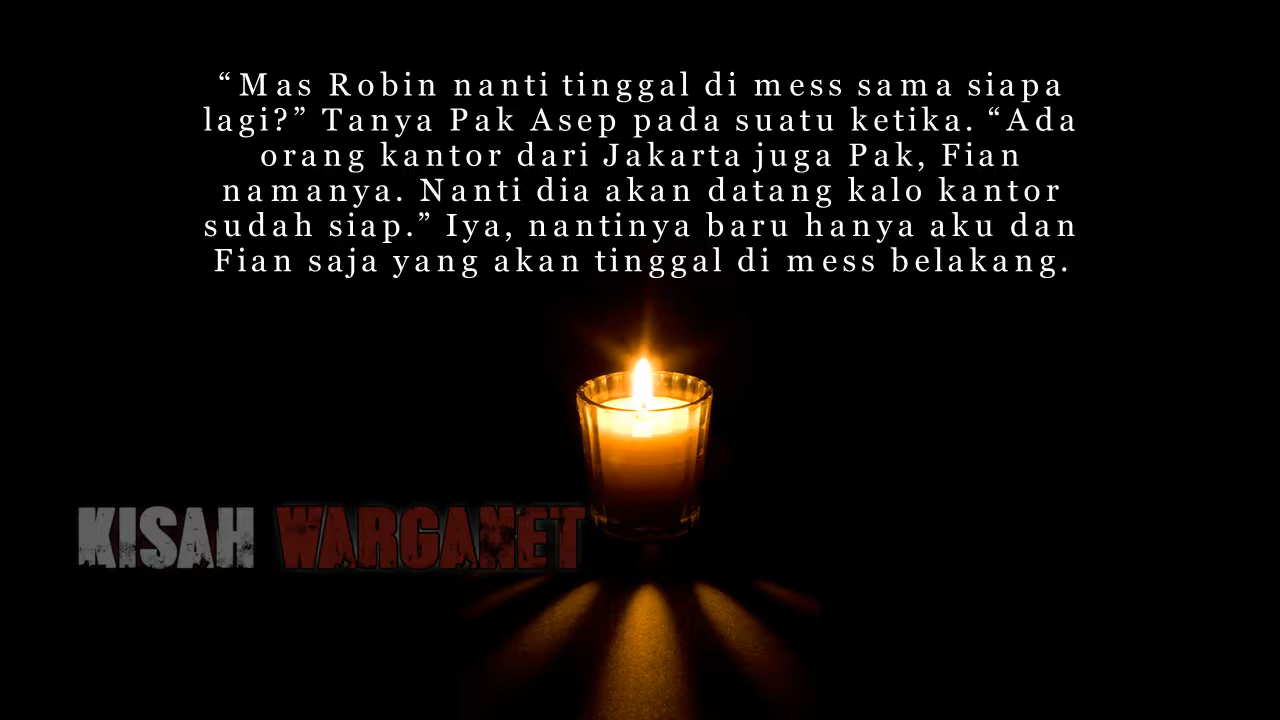 “Mas Robin nanti tinggal di mess sama siapa
lagi?” Tanya Pak Asep pada suatu ketika. “Ada
orang kantor dari Jakarta juga Pak, Fian
namanya. Nanti dia akan datang kalo kantor
sudah siap.” Iya, nantinya baru hanya aku dan
Fian saja yang akan tinggal di mess belakang.
KISAH WARGANET